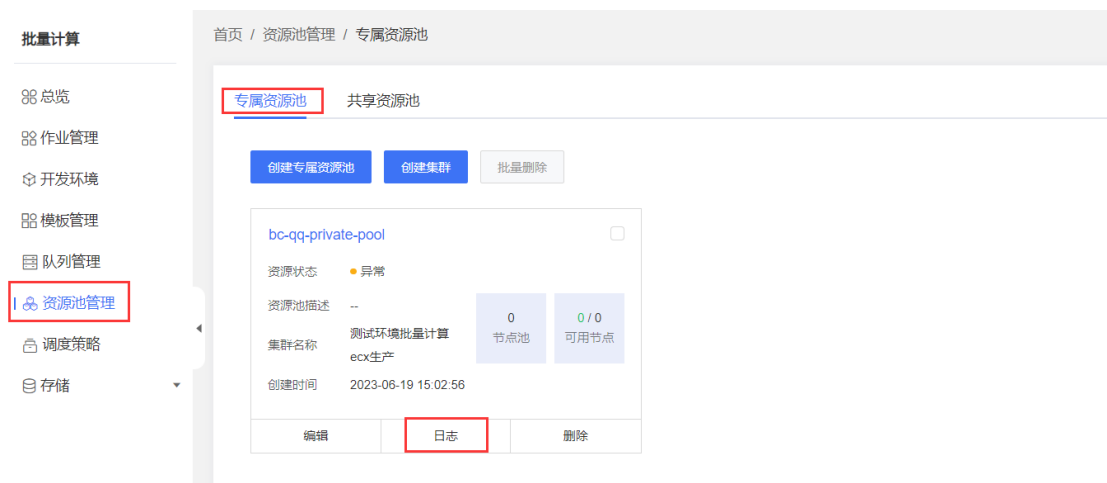 批量计算
总览
作业管理
开发环境
模板管理
队列管理
资源池管理
调度策略
存储
首页 / 资源池管理 / 专属资源池
专属资源池 共享资源池
创建专属资源池 创建集群 批量删除
bc-qq-private-pool
资源状态 异常
资源池描述 --
集群名称 测试环境批量计算
ecx生产
创建时间 2023-06-19 15:02:56
0
节点池
0 / 0
可用节点
编辑 日志 删除